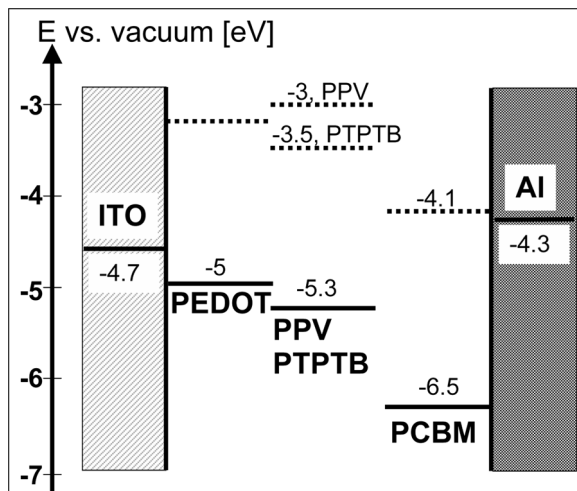 E vs. vacuum [eV]
-3
-4
-5
-6
-7
ITO
-4.7
-5
PEDOT
-3, PPV
-3.5, PTPTB
-5.3
PPV
PTPTB
-4.1
-6.5
PCBM
Al
-4.3